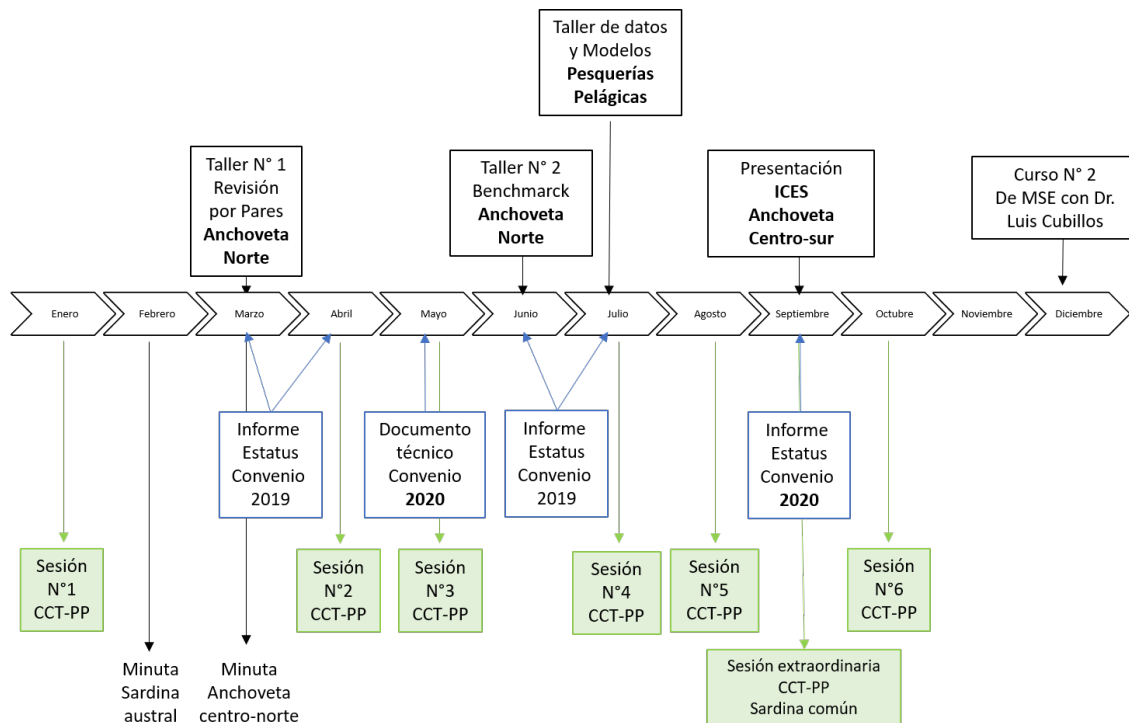 Taller de datos
y Modelos
Pesquerías
Pelágicas
Taller N° 1
Revisión
por Pares
Anchoveta
Norte
Taller N° 2
Benchmarck
Anchoveta
Norte
Presentación
ICES
Anchoveta
Centro-sur
Curso N° 2
De MSE con Dr.
Luis Cubillos
Enero
Febrero
Marzo
Abril
Mayo
Junio
Julio
Agosto
Septiembre
Octubre
Noviembre
Diciembre
Informe
Estatus
Convenio
2019
Documento
técnico
Convenio
2020
Informe
Estatus
Convenio
2019
Informe
Estatus
Convenio
2020
Sesión
N°1
CCT-PP
Sesión
N°2
CCT-PP
Sesión
N°3
CCT-PP
Sesión
N°4
CCT-PP
Sesión
N°5
CCT-PP
Sesión
N°6
CCT-PP
Minuta
Sardina
austral
Minuta
Anchoveta
centro-norte
Sesión extraordinaria
CCT-PP
Sardina común